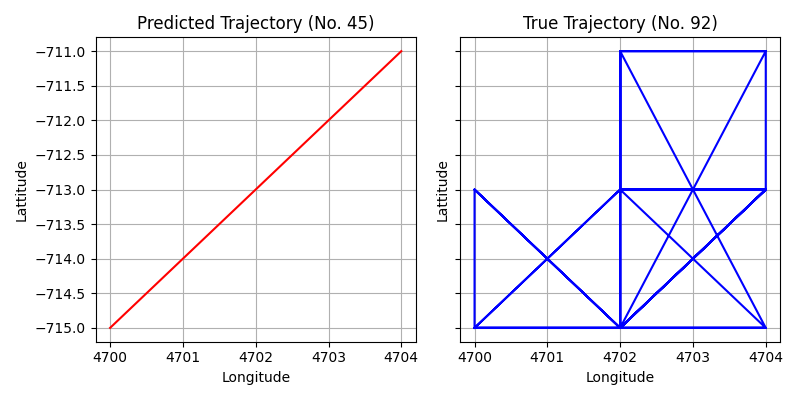 Predicted Trajectory (No. 45)
True Trajectory (No. 92)
Lattitude
−711.0
−711.5
−712.0
−712.5
−713.0
−713.5
−714.0
−714.5
−715.0
4700 4701 4702 4703 4704
Longitude
Lattitude
4700 4701 4702 4703 4704
Longitude